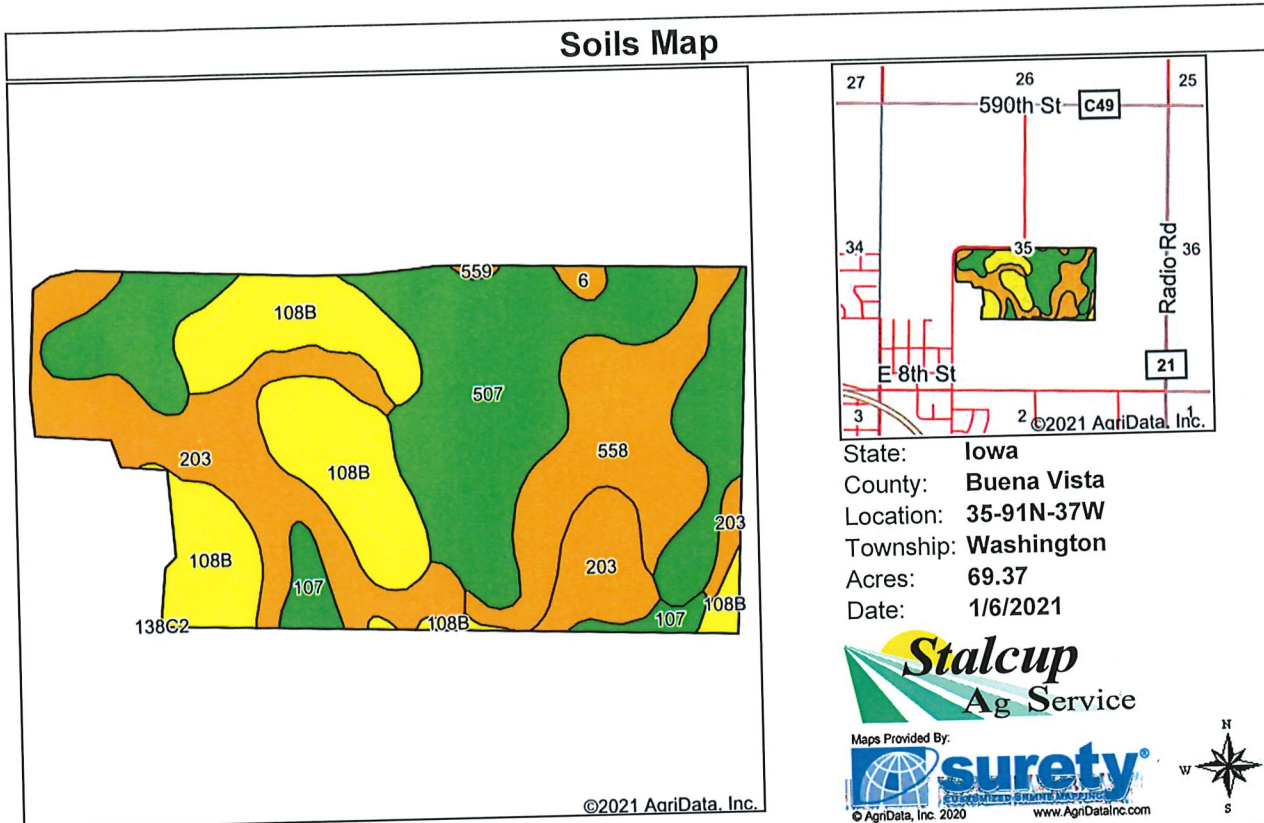 Soils Map
559
6
108B
507
203
108B
558
203
108B
107
203
108B
138C2
108B
107
©2021 AgriData, Inc.
27
26
25
590th St
C49
34
35
36
Radio Rd
E 8th St
21
3
2
1
©2021 AgriData, Inc.
State: Iowa
County: Buena Vista
Location: 35-91N-37W
Township: Washington
Acres: 69.37
Date: 1/6/2021
Stalcup
Ag Service
Maps Provided By:
surety®
CUSTOMIZED ONLINE MAPPING
© AgriData, Inc. 2020
www.AgriDataInc.com
N
W
E
S